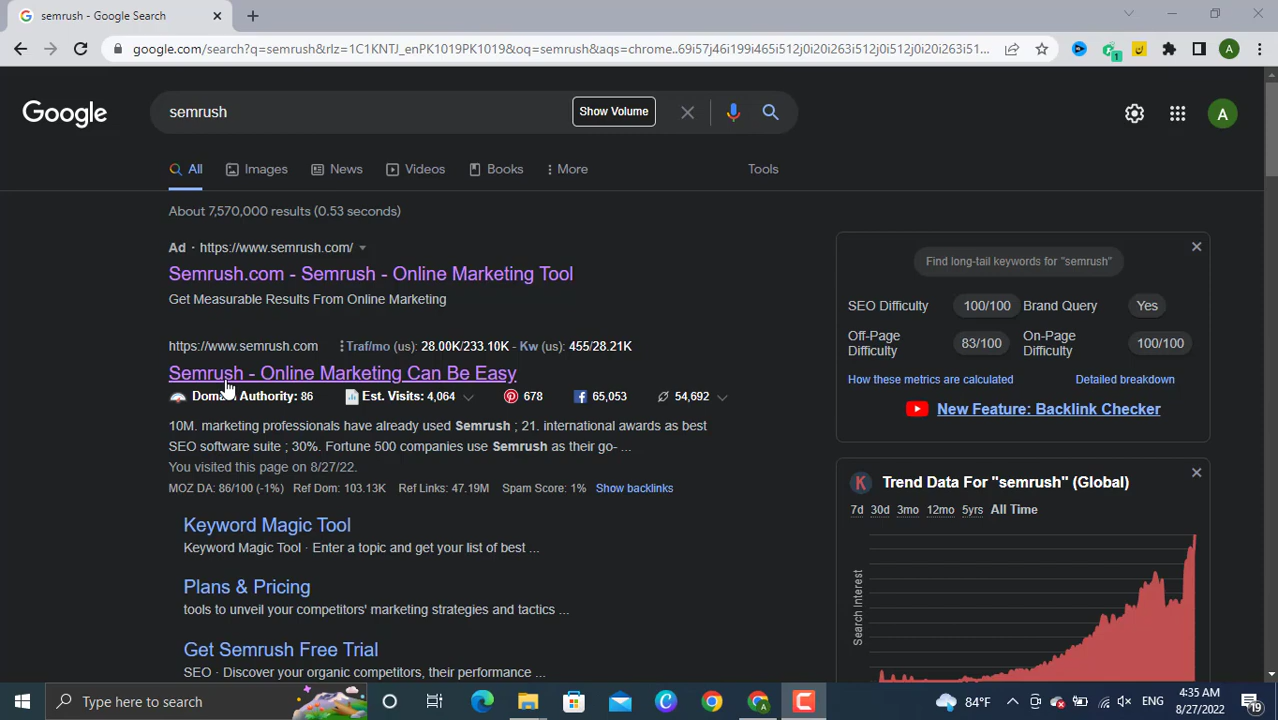 semrush - Google Search
google.com/search?q=semrush&rlz=1C1KNTJ_enPK1019PK1019&oq=semrush&aqs=chrome..69i57j46i199i465i512j0i20i263i512j0i20i263i51...
A
1
Google
semrush
Show Volume
A
All
Images
News
Videos
Books
More
Tools
About 7,570,000 results (0.53 seconds)
Ad · https://www.semrush.com/
Semrush.com - Semrush - Online Marketing Tool
Get Measurable Results From Online Marketing
https://www.semrush.com Traf/mo (us): 28.00K/233.10K - Kw (us): 455/28.21K
Semrush - Online Marketing Can Be Easy
Authority: 86 Est. Visits: 4,064 678 65,053 54,692
10M. marketing professionals have already used Semrush ; 21. international awards as best
SEO software suite ; 30%. Fortune 500 companies use Semrush as their go- ...
You visited this page on 8/27/22.
MOZ DA: 86/100 (-1%) Ref Dom: 103.13K Ref Links: 47.19M Spam Score: 1% Show backlinks
Keyword Magic Tool
Keyword Magic Tool · Enter a topic and get your list of best ...
Plans & Pricing
tools to unveil your competitors' marketing strategies and tactics ...
Get Semrush Free Trial
SEO · Discover your organic competitors, their performance ...
Find long-tail keywords for "semrush"
SEO Difficulty 100/100 Brand Query Yes
Off-Page Difficulty 83/100 On-Page Difficulty 100/100
How these metrics are calculated Detailed breakdown
New Feature: Backlink Checker
K Trend Data For "semrush" (Global)
7d 30d 3mo 12mo 5yrs All Time
Search Interest
Type here to search
84°F
ENG
4:35 AM
8/27/2022
19